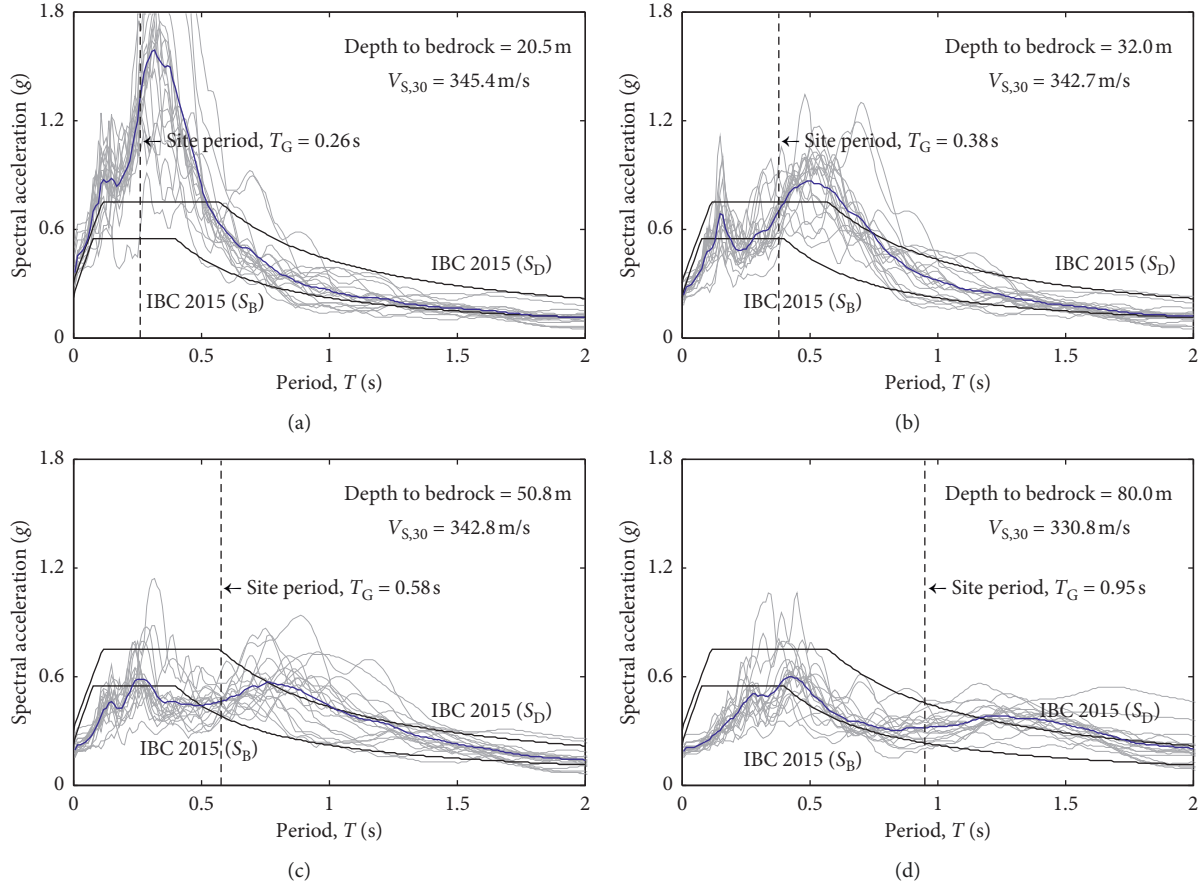 1.8
1.2
0.6
0
Spectral acceleration (g)
Depth to bedrock = 20.5 m
V_S,30 = 345.4 m/s
← Site period, T_G = 0.26 s
IBC 2015 (S_D)
IBC 2015 (S_B)
0 0.5 1 1.5 2
Period, T (s)
(a)
1.8
1.2
0.6
0
Spectral acceleration (g)
Depth to bedrock = 32.0 m
V_S,30 = 342.7 m/s
← Site period, T_G = 0.38 s
IBC 2015 (S_D)
IBC 2015 (S_B)
0 0.5 1 1.5 2
Period, T (s)
(b)
1.8
1.2
0.6
0
Spectral acceleration (g)
Depth to bedrock = 50.8 m
V_S,30 = 342.8 m/s
← Site period, T_G = 0.58 s
IBC 2015 (S_D)
IBC 2015 (S_B)
0 0.5 1 1.5 2
Period, T (s)
(c)
1.8
1.2
0.6
0
Spectral acceleration (g)
Depth to bedrock = 80.0 m
V_S,30 = 330.8 m/s
← Site period, T_G = 0.95 s
IBC 2015 (S_D)
IBC 2015 (S_B)
0 0.5 1 1.5 2
Period, T (s)
(d)